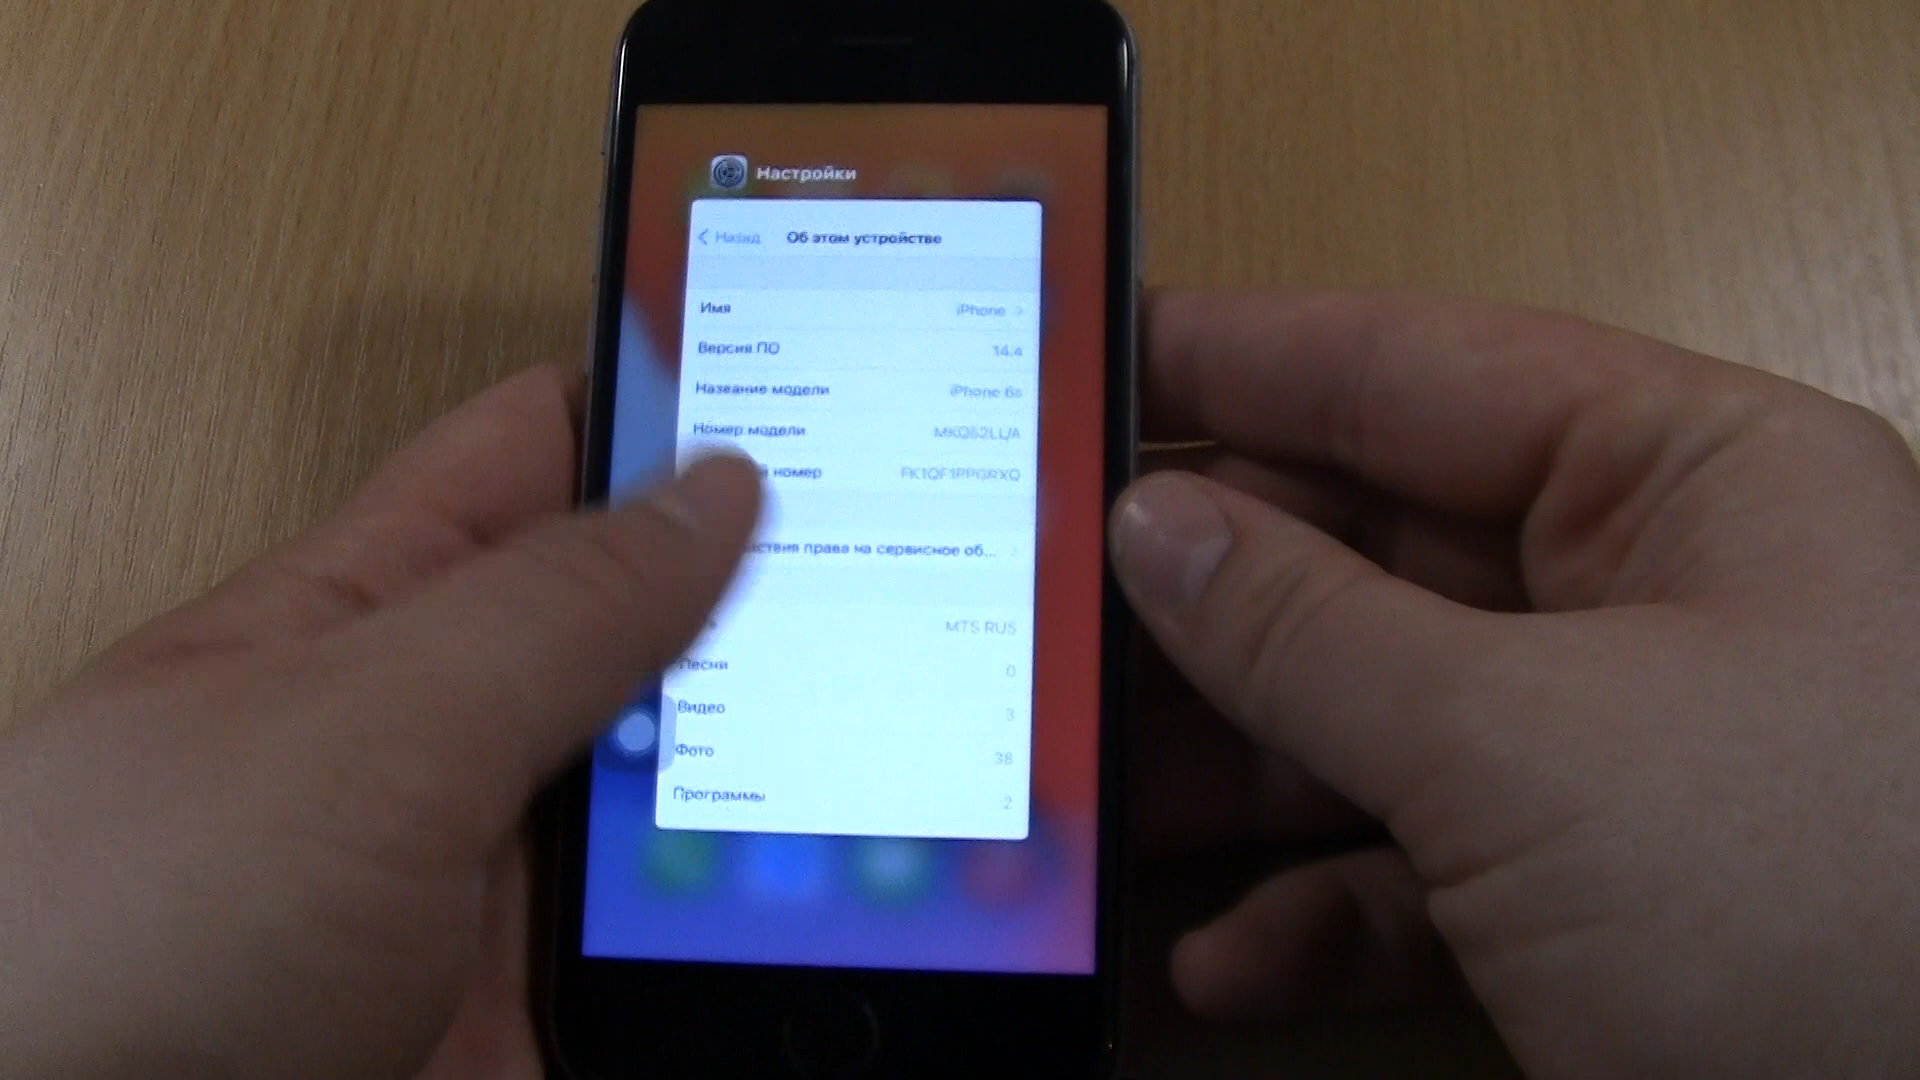 Настройки
Назад Об этом устройстве
Имя iPhone
Версия ПО 14.4
Название модели iPhone 6s
Номер модели MKQ52LL/A
номер
права на сервисное об...
MTS RUS
Песни 0
Видео 3
Фото 38
Программы 2